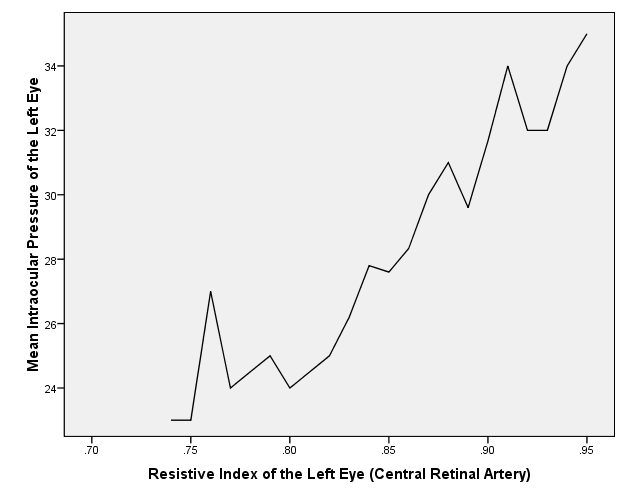 Mean Intraocular Pressure of the Left Eye
34
32
30
28
26
24
.70 .75 .80 .85 .90 .95
Resistive Index of the Left Eye (Central Retinal Artery)